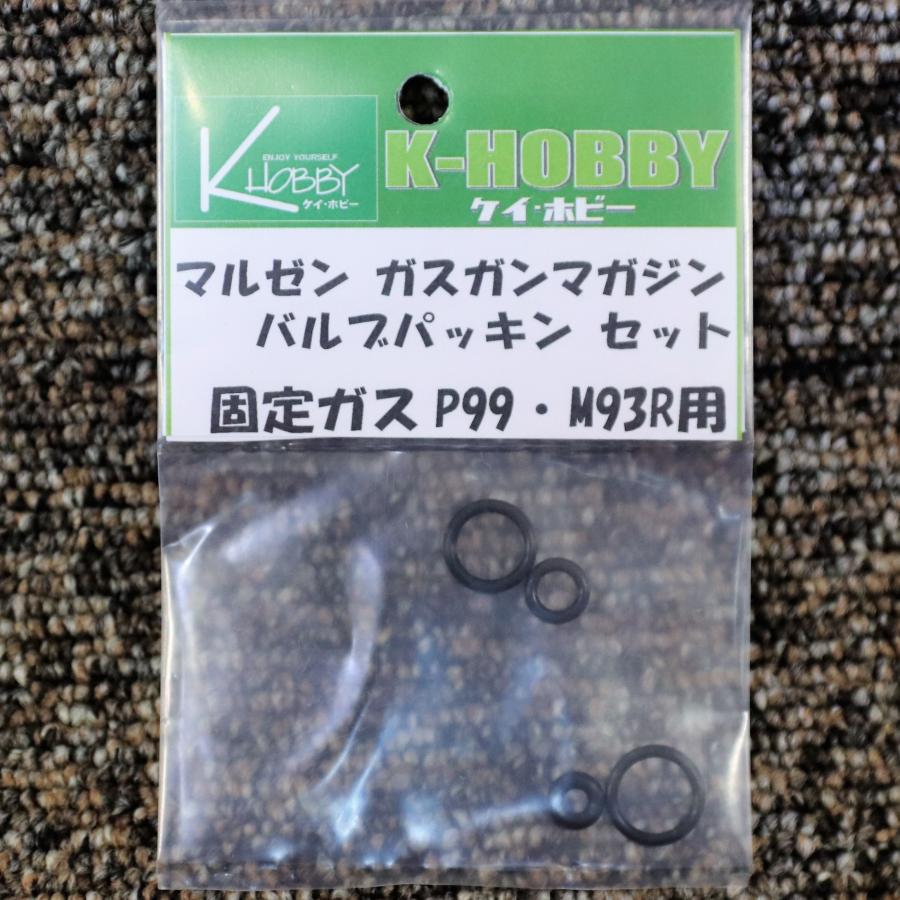 ENJOY YOURSELF
K HOBBY
ケイ・ホビー
K-HOBBY
ケイ・ホビー
マルゼン ガスガンマガジン
バルブパッキン セット
固定ガス P99・M93R用